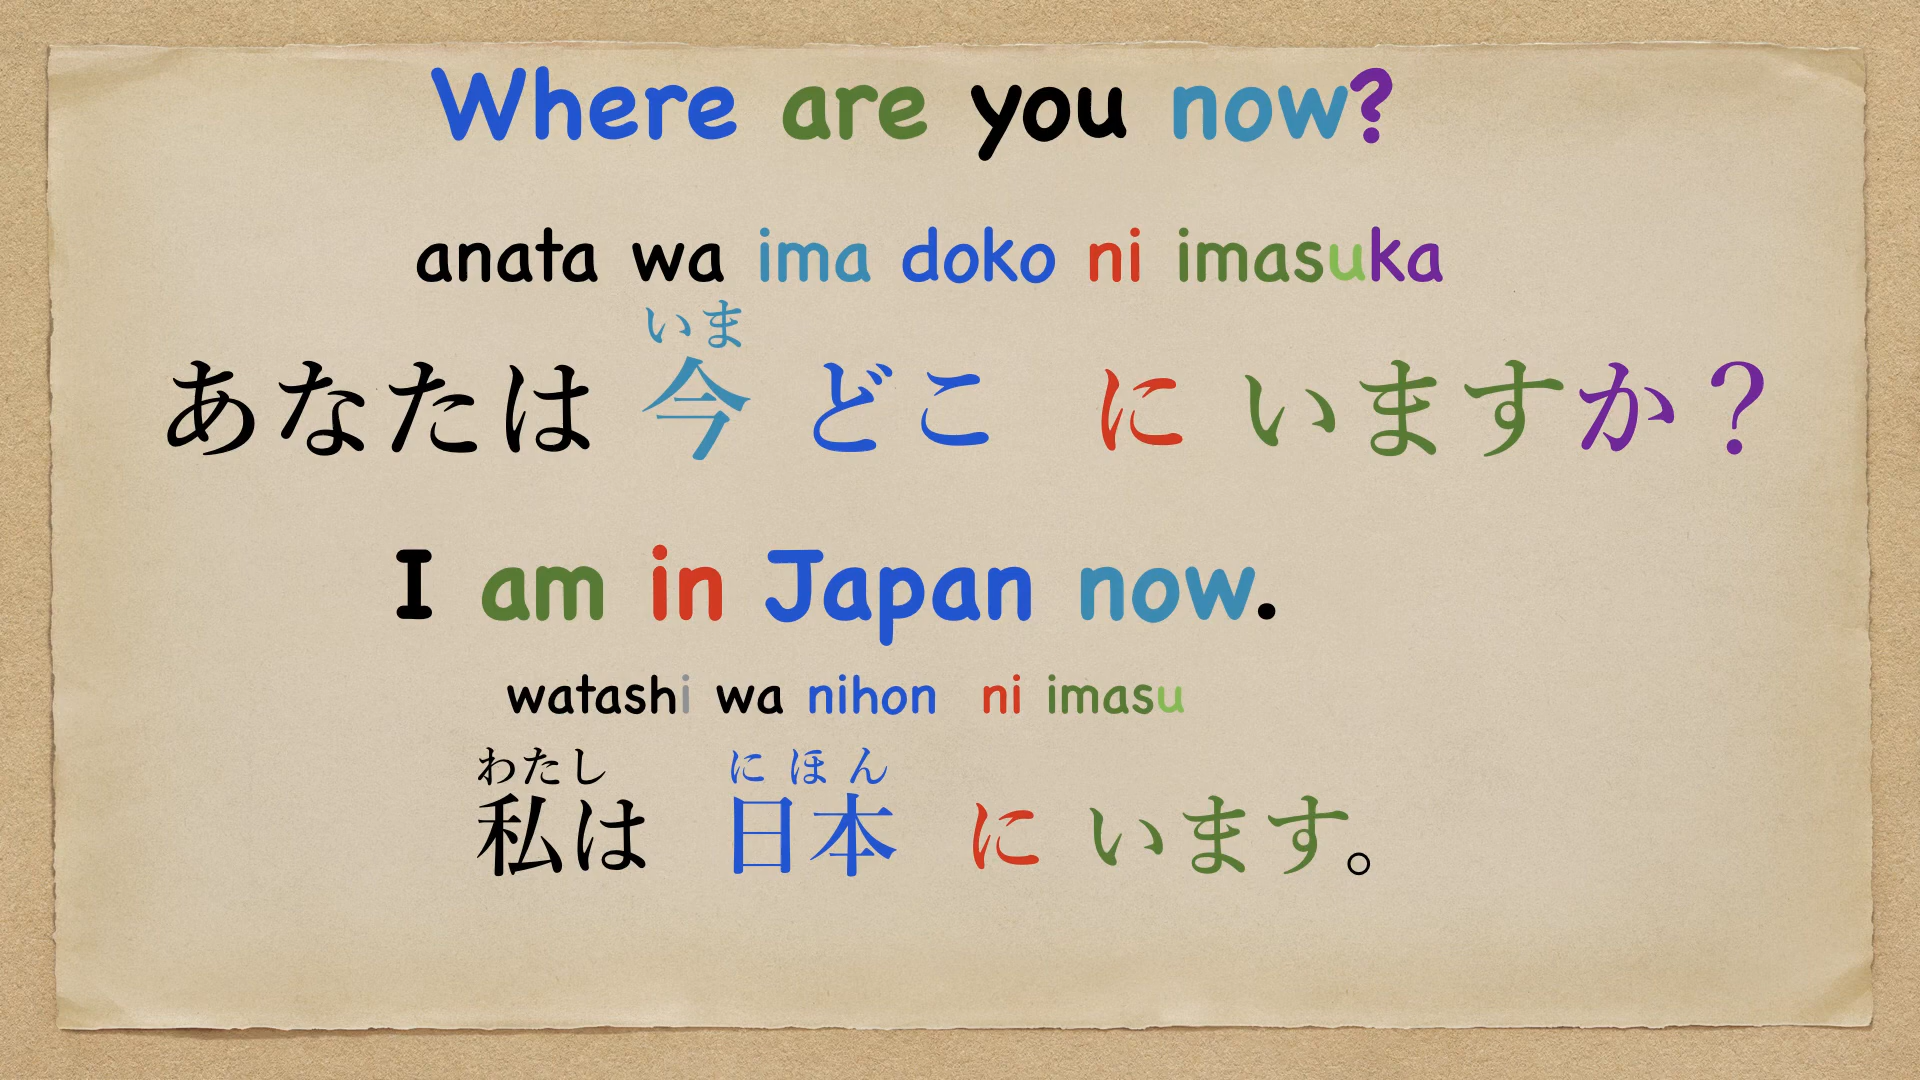 Where are you now?
anata wa ima doko ni imasuka
いま
あなたは 今 どこ に いますか？
I am in Japan now.
watashi wa nihon ni imasu
わたし にほん
私は 日本 に います。